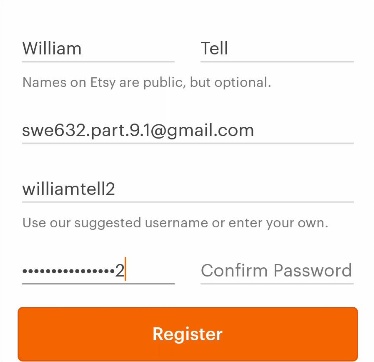 William Tell
Names on Etsy are public, but optional.
swe632.part.9.1@gmail.com
williamtell2
Use our suggested username or enter your own.
••••••••••••••••2 Confirm Password
Register